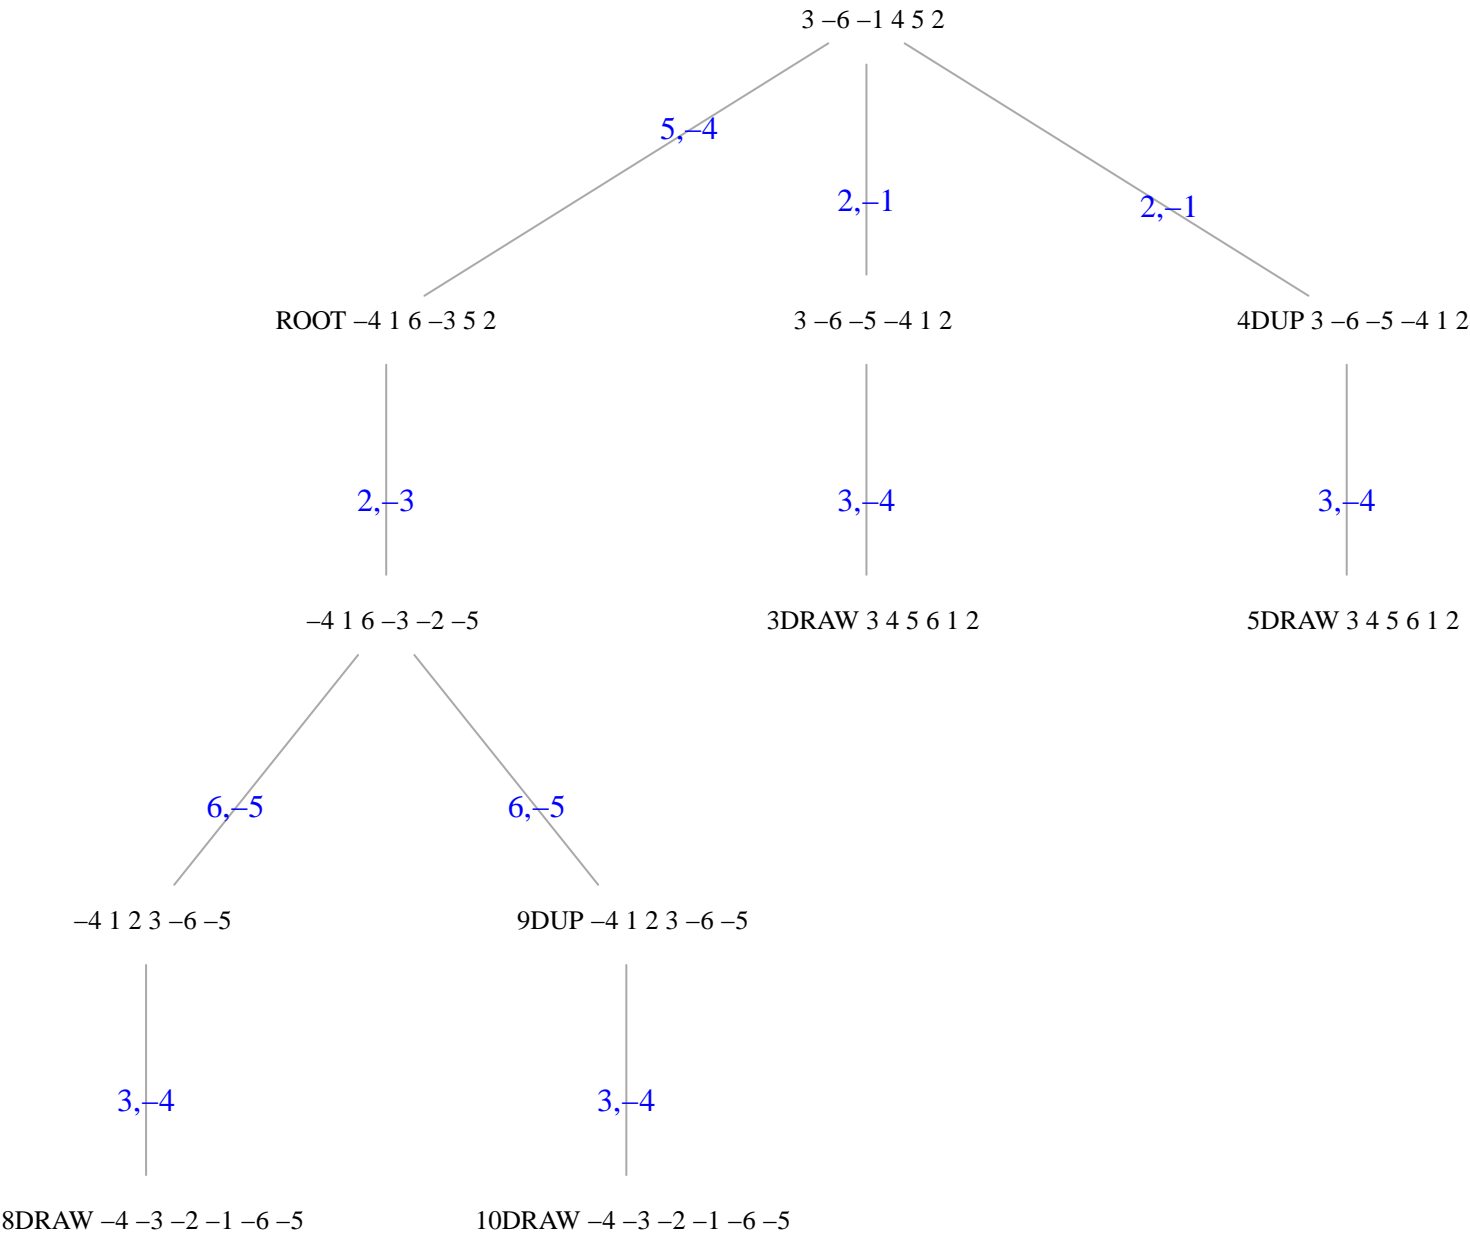 3 –6 –1 4 5 2
5,–4
2,–1
2,–1
ROOT –4 1 6 –3 5 2
3 –6 –5 –4 1 2
4DUP 3 –6 –5 –4 1 2
2,–3
3,–4
3,–4
–4 1 6 –3 –2 –5
3DRAW 3 4 5 6 1 2
5DRAW 3 4 5 6 1 2
6,–5
6,–5
–4 1 2 3 –6 –5
9DUP –4 1 2 3 –6 –5
3,–4
3,–4
8DRAW –4 –3 –2 –1 –6 –5
10DRAW –4 –3 –2 –1 –6 –5